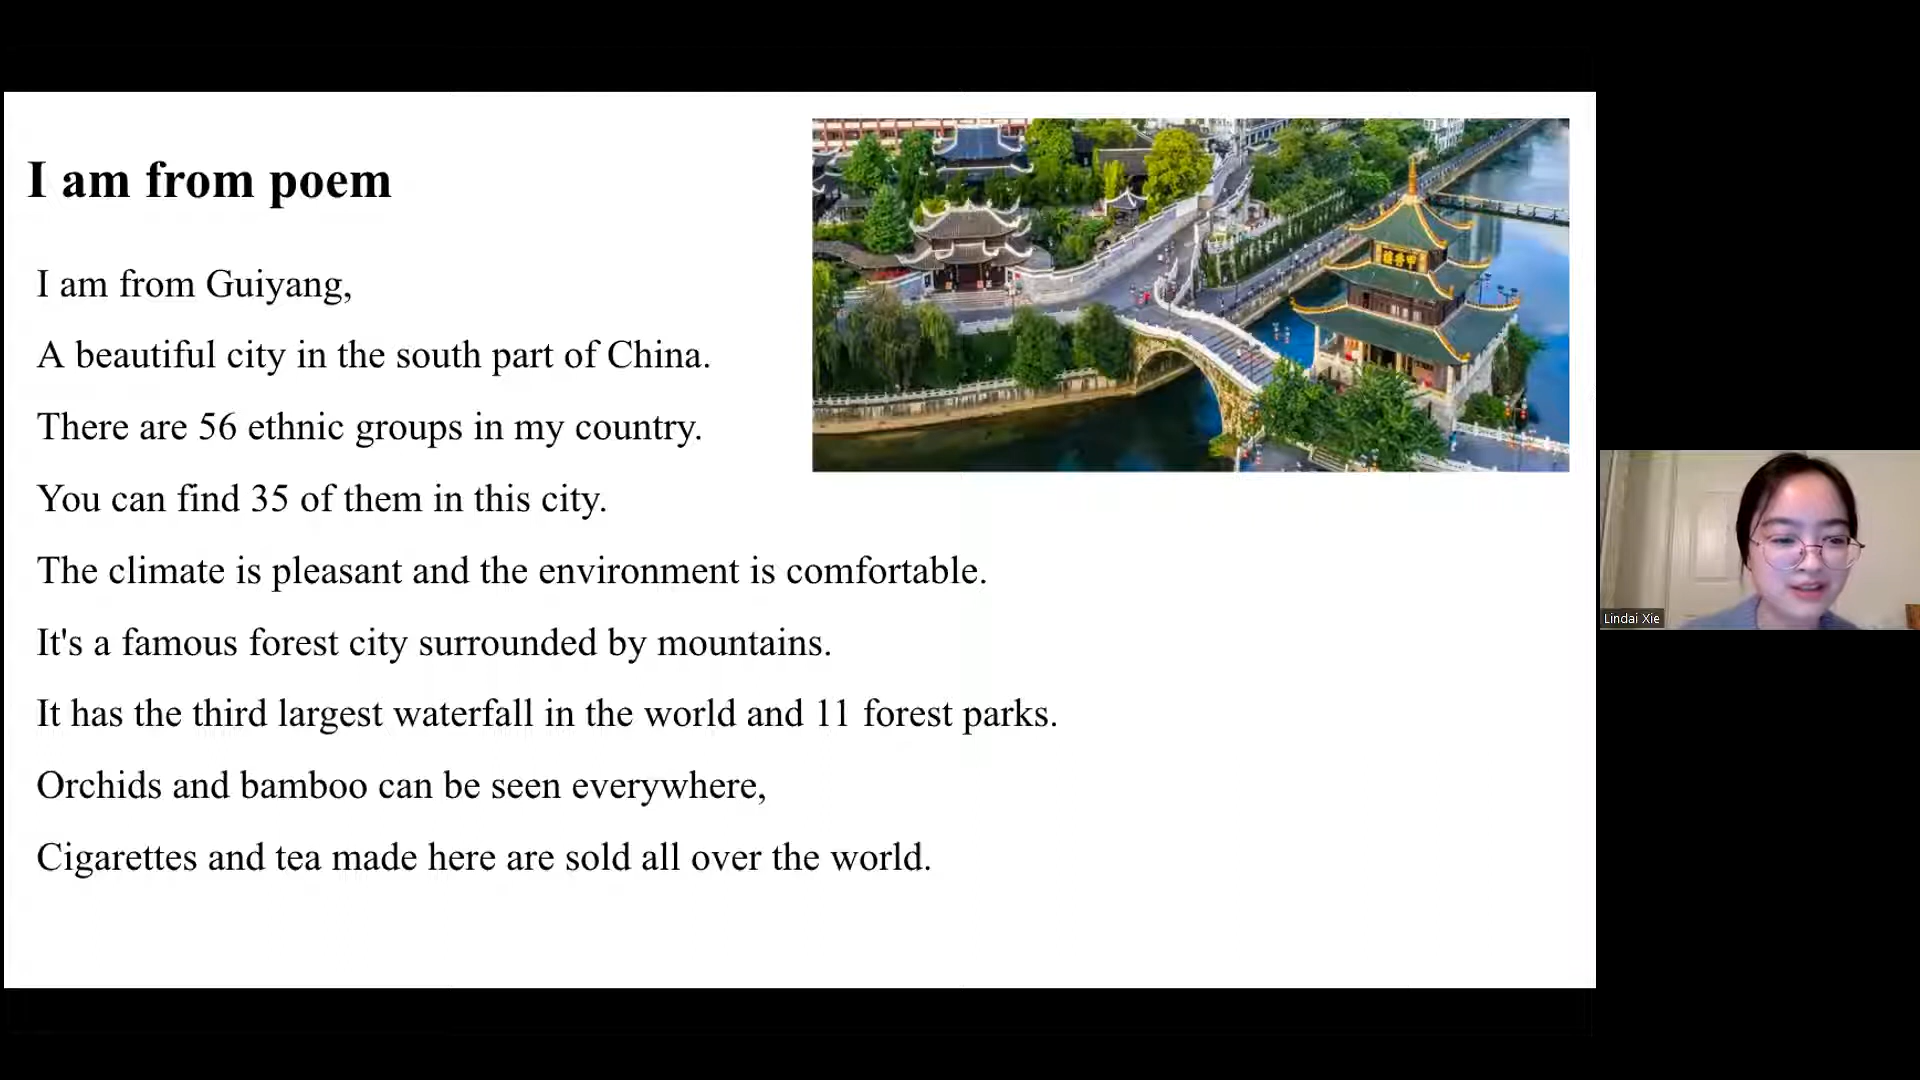 I am from poem
I am from Guiyang,
A beautiful city in the south part of China.
There are 56 ethnic groups in my country.
You can find 35 of them in this city.
The climate is pleasant and the environment is comfortable.
It's a famous forest city surrounded by mountains.
It has the third largest waterfall in the world and 11 forest parks.
Orchids and bamboo can be seen everywhere,
Cigarettes and tea made here are sold all over the world.
樓秀甲
Lindai Xie